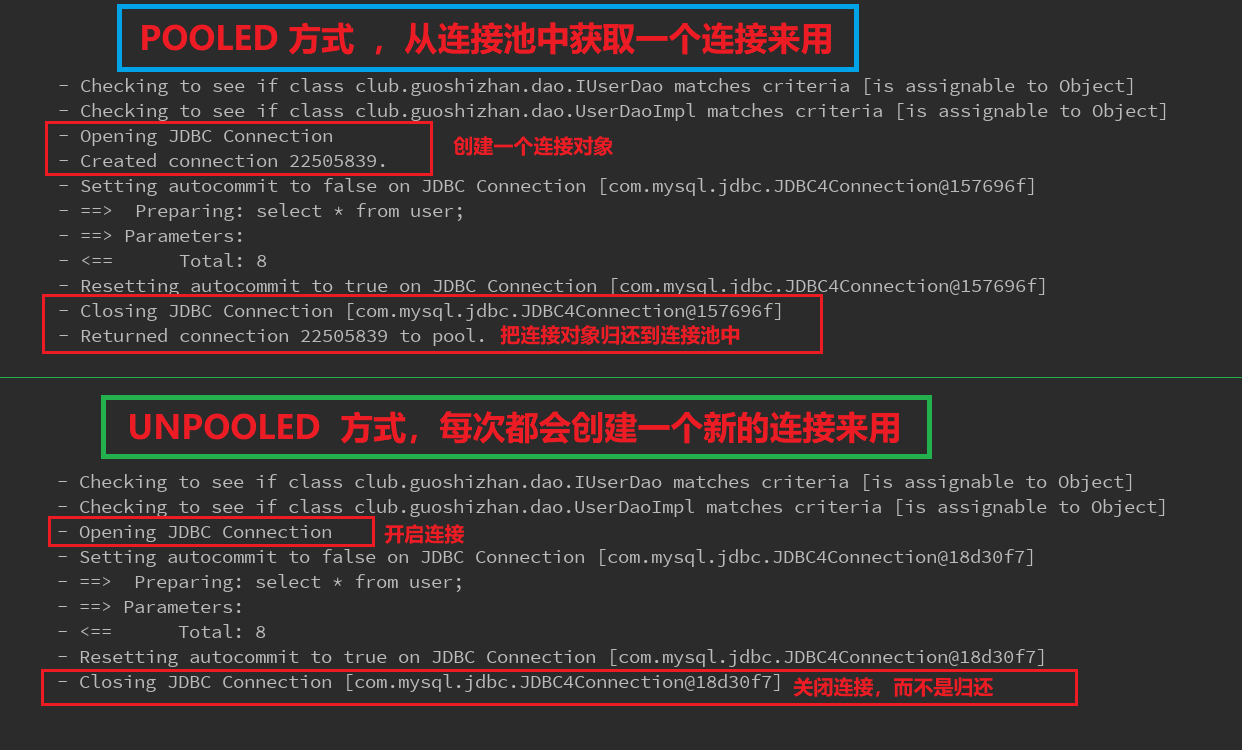 POOLED 方式 ，从连接池中获取一个连接来用
- Checking to see if class club.guoshizhan.dao.IUserDao matches criteria [is assignable to Object]
- Checking to see if class club.guoshizhan.dao.UserDaoImpl matches criteria [is assignable to Object]
- Opening JDBC Connection
创建一个连接对象
- Created connection 22505839.
- Setting autocommit to false on JDBC Connection [com.mysql.jdbc.JDBC4Connection@157696f]
- ==>  Preparing: select * from user;
- ==> Parameters:
- <==      Total: 8
- Resetting autocommit to true on JDBC Connection [com.mysql.jdbc.JDBC4Connection@157696f]
- Closing JDBC Connection [com.mysql.jdbc.JDBC4Connection@157696f]
- Returned connection 22505839 to pool. 把连接对象归还到连接池中
UNPOOLED 方式，每次都会创建一个新的连接来用
- Checking to see if class club.guoshizhan.dao.IUserDao matches criteria [is assignable to Object]
- Checking to see if class club.guoshizhan.dao.UserDaoImpl matches criteria [is assignable to Object]
- Opening JDBC Connection 开启连接
- Setting autocommit to false on JDBC Connection [com.mysql.jdbc.JDBC4Connection@18d30f7]
- ==>  Preparing: select * from user;
- ==> Parameters:
- <==      Total: 8
- Resetting autocommit to true on JDBC Connection [com.mysql.jdbc.JDBC4Connection@18d30f7]
- Closing JDBC Connection [com.mysql.jdbc.JDBC4Connection@18d30f7] 关闭连接，而不是归还